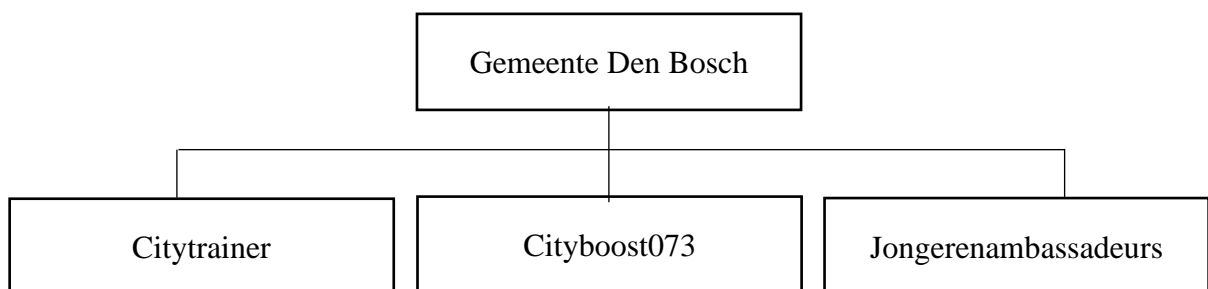 Gemeente Den Bosch
Citytrainer
Cityboost073
Jongerenambassadeurs